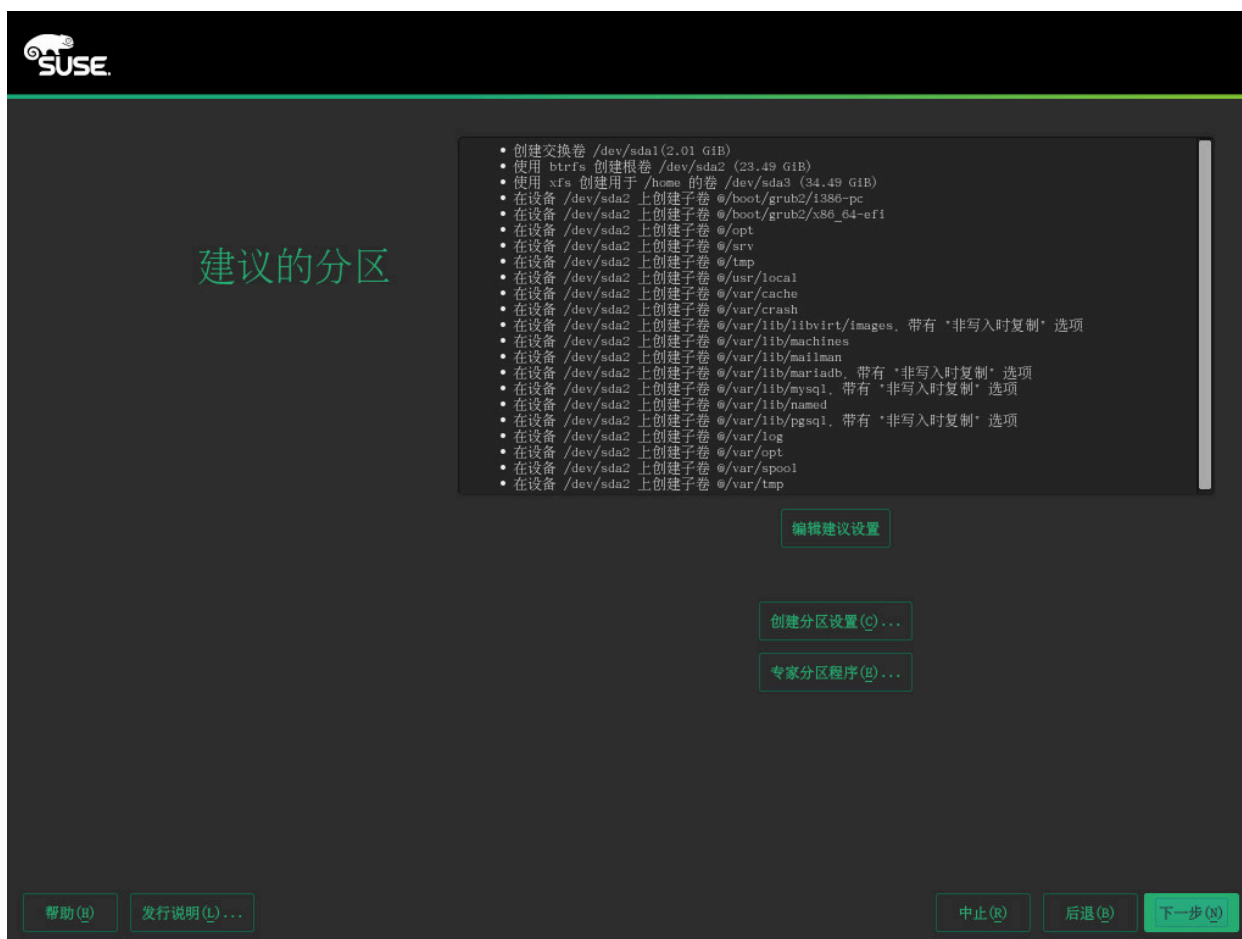 SUSE.
建议的分区
• 创建交换卷 /dev/sda1(2.01 GiB)
• 使用 btrfs 创建根卷 /dev/sda2 (23.49 GiB)
• 使用 xfs 创建用于 /home 的卷 /dev/sda3 (34.49 GiB)
• 在设备 /dev/sda2 上创建子卷 @/boot/grub2/i386-pc
• 在设备 /dev/sda2 上创建子卷 @/boot/grub2/x86_64-efi
• 在设备 /dev/sda2 上创建子卷 @/opt
• 在设备 /dev/sda2 上创建子卷 @/srv
• 在设备 /dev/sda2 上创建子卷 @/tmp
• 在设备 /dev/sda2 上创建子卷 @/usr/local
• 在设备 /dev/sda2 上创建子卷 @/var/cache
• 在设备 /dev/sda2 上创建子卷 @/var/crash
• 在设备 /dev/sda2 上创建子卷 @/var/lib/libvirt/images, 带有 "非写入时复制" 选项
• 在设备 /dev/sda2 上创建子卷 @/var/lib/machines
• 在设备 /dev/sda2 上创建子卷 @/var/lib/mailman
• 在设备 /dev/sda2 上创建子卷 @/var/lib/mariadb, 带有 "非写入时复制" 选项
• 在设备 /dev/sda2 上创建子卷 @/var/lib/mysql, 带有 "非写入时复制" 选项
• 在设备 /dev/sda2 上创建子卷 @/var/lib/named
• 在设备 /dev/sda2 上创建子卷 @/var/lib/pgsql, 带有 "非写入时复制" 选项
• 在设备 /dev/sda2 上创建子卷 @/var/log
• 在设备 /dev/sda2 上创建子卷 @/var/opt
• 在设备 /dev/sda2 上创建子卷 @/var/spool
• 在设备 /dev/sda2 上创建子卷 @/var/tmp
编辑建议设置
创建分区设置(C)...
专家分区程序(E)...
帮助(H) 发行说明(L)... 中止(R) 后退(B) 下一步(N)